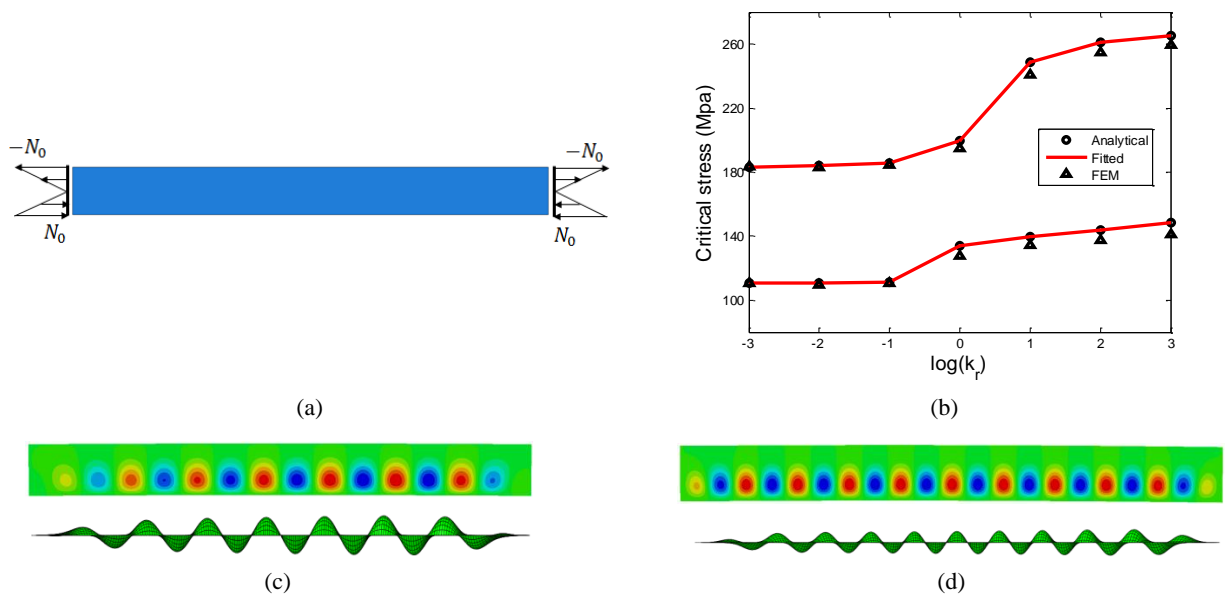 −N₀
−N₀
N₀
N₀
(a)
Critical stress (Mpa)
260
220
180
140
100
Analytical
Fitted
FEM
-3
-2
-1
0
1
2
3
log(kᵣ)
(b)
(c)
(d)